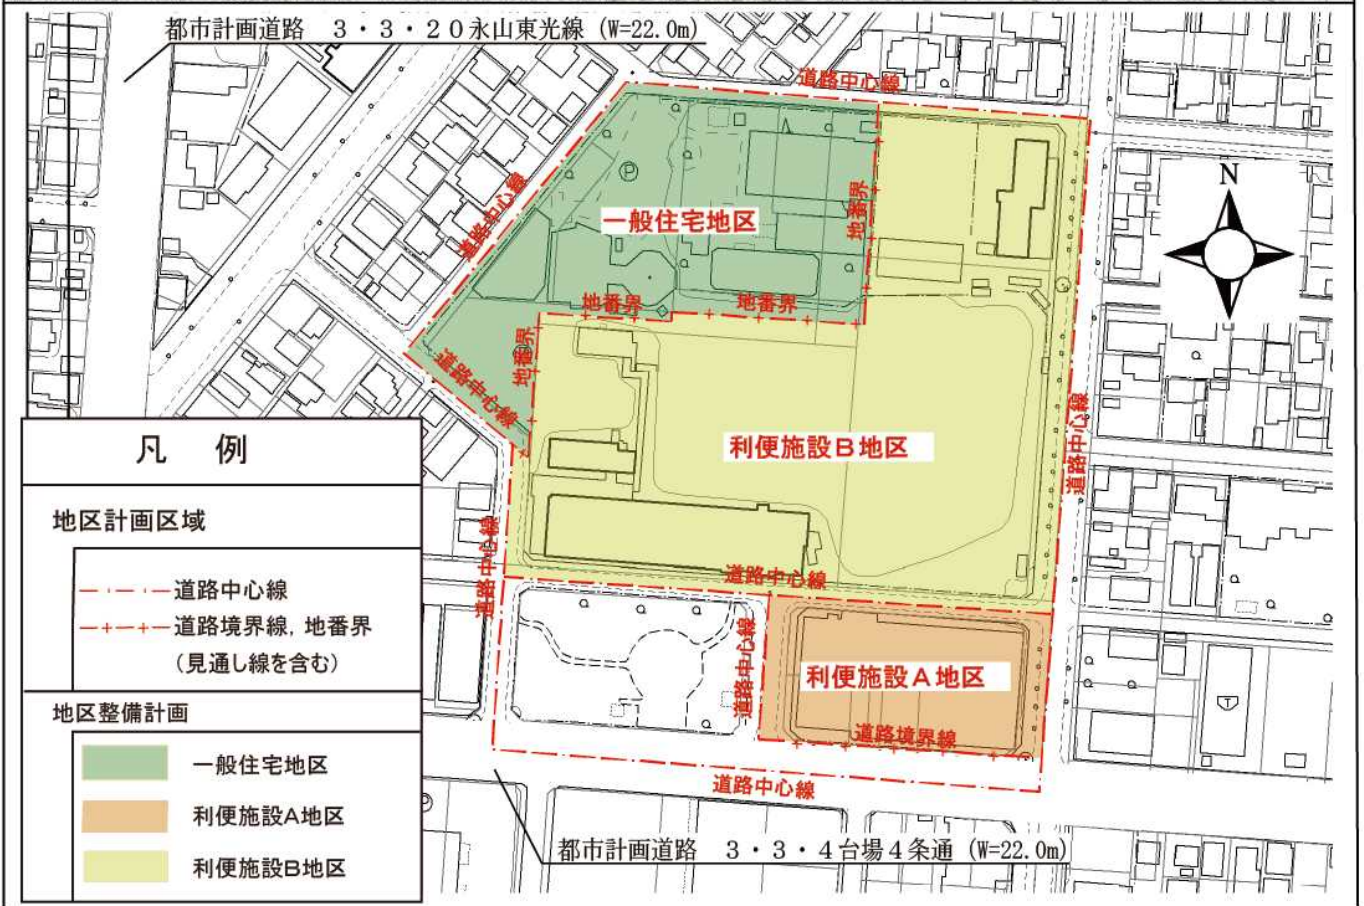 都市計画道路　3・3・20永山東光線（W=22.0m）
道路中心線
N
道路中心線
地番界
一般住宅地区
P
地番界
地番界
地番界
道路中心線
利便施設B地区
道路中心線
道路中心線
道路中心線
道路中心線
利便施設A地区
道路境界線
道路中心線
T
都市計画道路　3・3・4台場4条通（W=22.0m）
凡　例
地区計画区域
道路中心線
道路境界線，地番界
（見通し線を含む）
地区整備計画
一般住宅地区
利便施設A地区
利便施設B地区